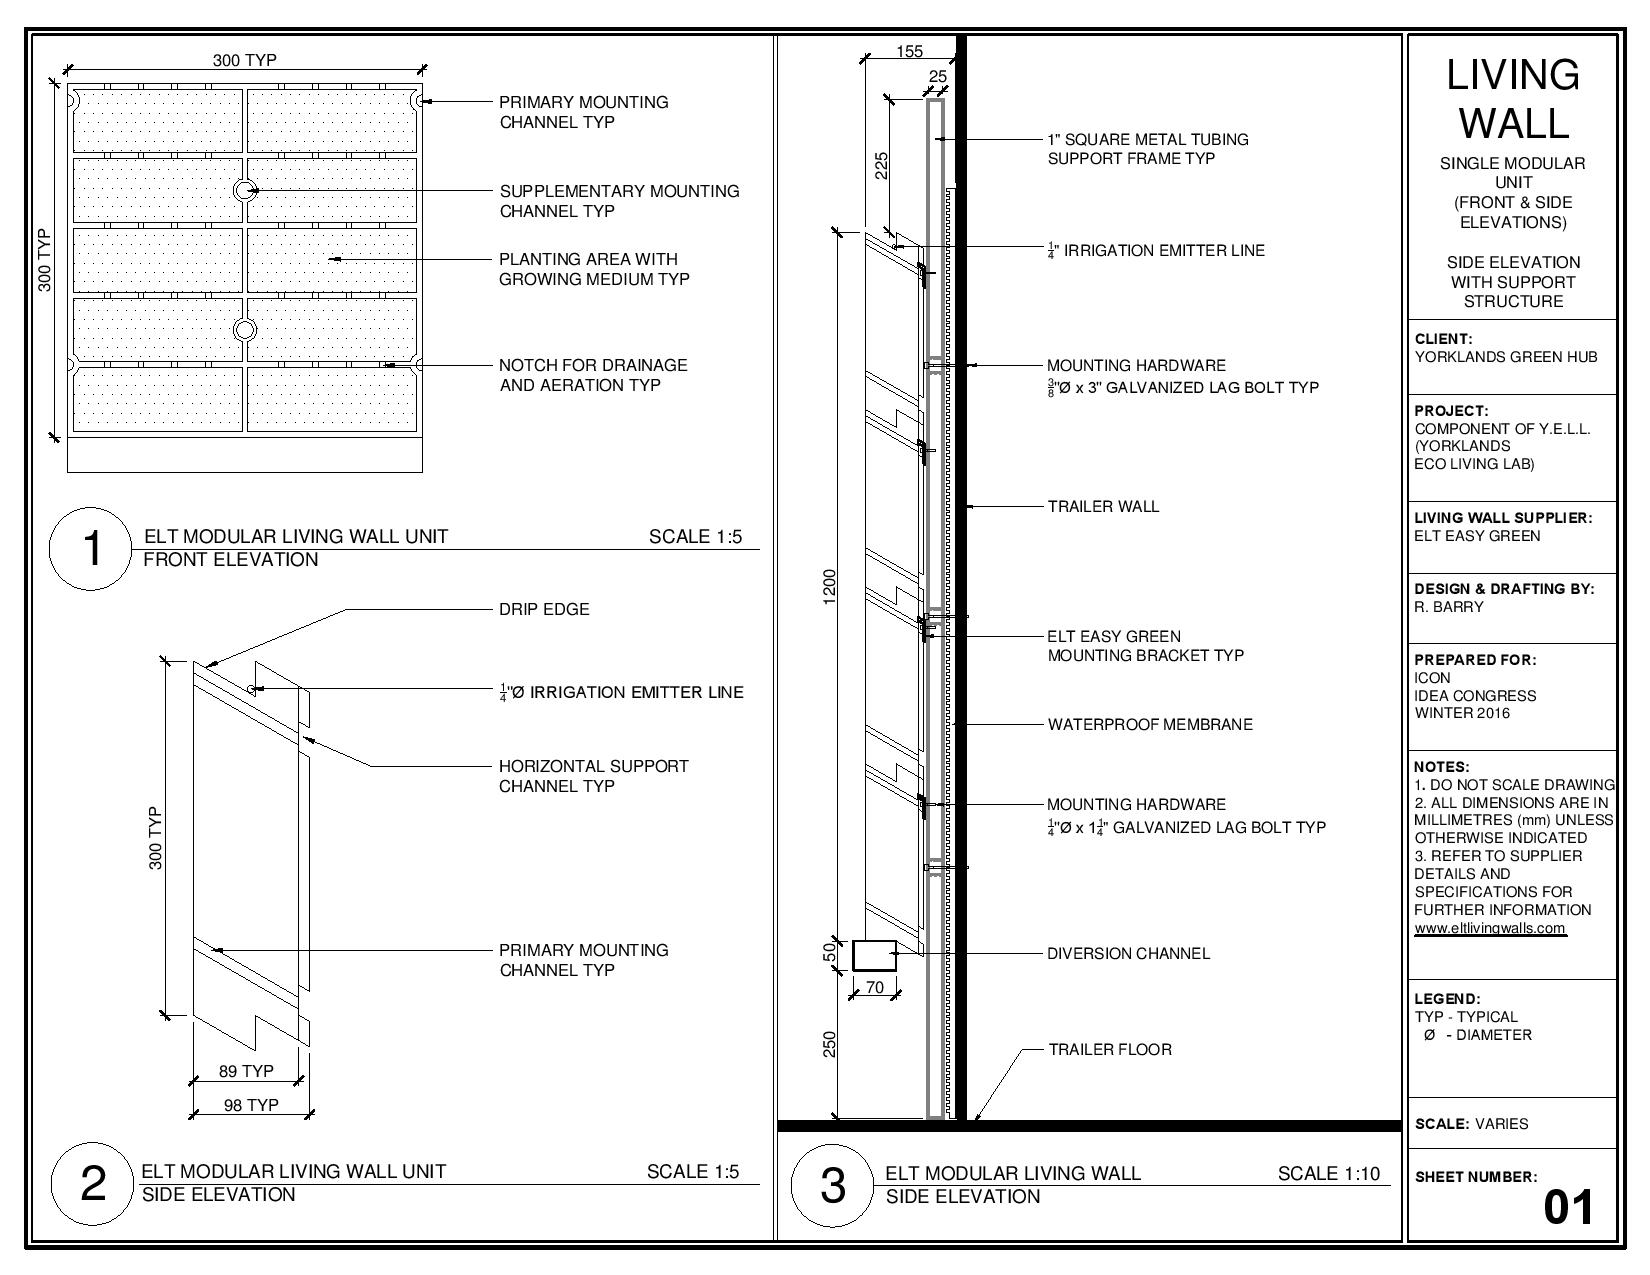 300 TYP
PRIMARY MOUNTING
CHANNEL TYP
SUPPLEMENTARY MOUNTING
CHANNEL TYP
300 TYP
PLANTING AREA WITH
GROWING MEDIUM TYP
NOTCH FOR DRAINAGE
AND AERATION TYP
1
ELT MODULAR LIVING WALL UNIT
SCALE 1:5
FRONT ELEVATION
DRIP EDGE
1/4"Ø IRRIGATION EMITTER LINE
HORIZONTAL SUPPORT
CHANNEL TYP
300 TYP
PRIMARY MOUNTING
CHANNEL TYP
89 TYP
98 TYP
2
ELT MODULAR LIVING WALL UNIT
SCALE 1:5
SIDE ELEVATION
155
25
1" SQUARE METAL TUBING
SUPPORT FRAME TYP
225
1/4" IRRIGATION EMITTER LINE
MOUNTING HARDWARE
3/8"Ø x 3" GALVANIZED LAG BOLT TYP
TRAILER WALL
1200
ELT EASY GREEN
MOUNTING BRACKET TYP
WATERPROOF MEMBRANE
MOUNTING HARDWARE
1/4"Ø x 1 1/4" GALVANIZED LAG BOLT TYP
50
DIVERSION CHANNEL
70
250
TRAILER FLOOR
3
ELT MODULAR LIVING WALL
SCALE 1:10
SIDE ELEVATION
LIVING
WALL
SINGLE MODULAR
UNIT
(FRONT & SIDE
ELEVATIONS)
SIDE ELEVATION
WITH SUPPORT
STRUCTURE
CLIENT:
YORKLANDS GREEN HUB
PROJECT:
COMPONENT OF Y.E.L.L.
(YORKLANDS
ECO LIVING LAB)
LIVING WALL SUPPLIER:
ELT EASY GREEN
DESIGN & DRAFTING BY:
R. BARRY
PREPARED FOR:
ICON
IDEA CONGRESS
WINTER 2016
NOTES:
1. DO NOT SCALE DRAWING
2. ALL DIMENSIONS ARE IN
MILLIMETRES (mm) UNLESS
OTHERWISE INDICATED
3. REFER TO SUPPLIER
DETAILS AND
SPECIFICATIONS FOR
FURTHER INFORMATION
www.eltlivingwalls.com
LEGEND:
TYP - TYPICAL
Ø - DIAMETER
SCALE: VARIES
SHEET NUMBER:
01